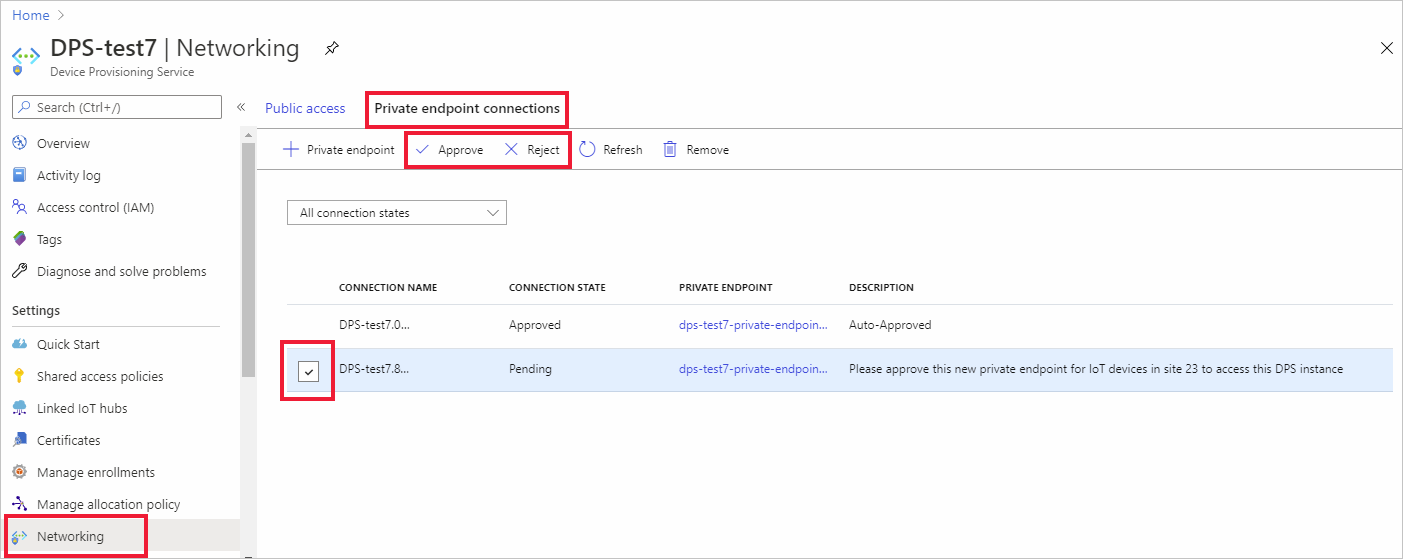 Home >
DPS-test7 | Networking
Device Provisioning Service
Search (Ctrl+/)
«
Overview
Activity log
Access control (IAM)
Tags
Diagnose and solve problems
Settings
Quick Start
Shared access policies
Linked IoT hubs
Certificates
Manage enrollments
Manage allocation policy
Networking
Public access Private endpoint connections
Private endpoint Approve Reject Refresh Remove
All connection states
CONNECTION NAME CONNECTION STATE PRIVATE ENDPOINT DESCRIPTION
DPS-test7.0... Approved dps-test7-private-endpoin... Auto-Approved
DPS-test7.8... Pending dps-test7-private-endpoin... Please approve this new private endpoint for IoT devices in site 23 to access this DPS instance